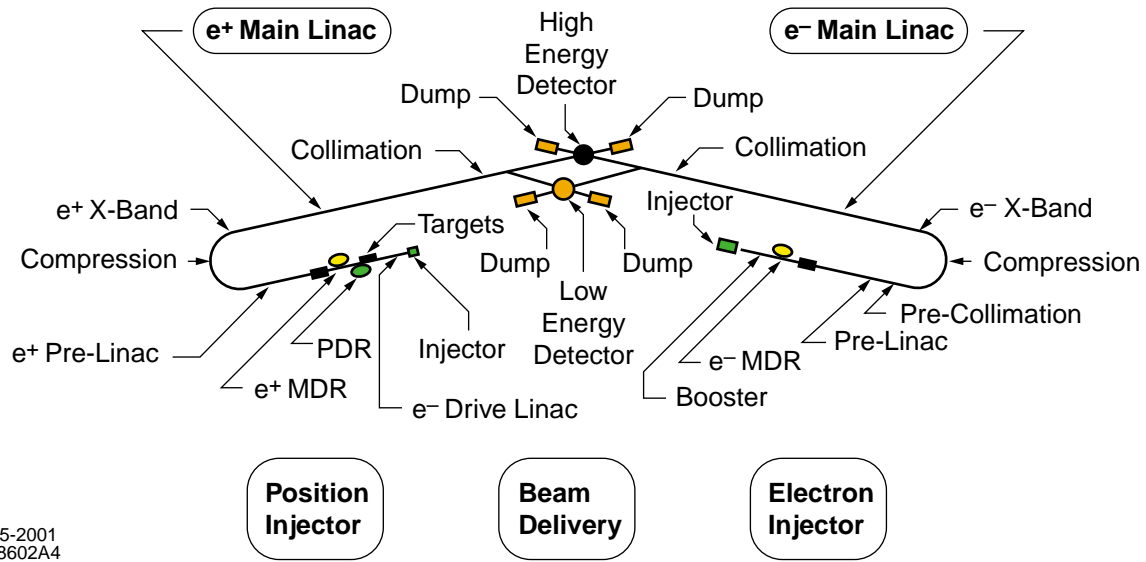 e+ Main Linac
High
Energy
Detector
e– Main Linac
Dump
Dump
Collimation
Collimation
e+ X-Band
Targets
Injector
e– X-Band
Compression
Dump
Dump
Compression
Low
Energy
Detector
Pre-Collimation
e+ Pre-Linac
PDR
Injector
Pre-Linac
e+ MDR
e– MDR
e– Drive Linac
Booster
Position
Injector
Beam
Delivery
Electron
Injector
5-2001
8602A4